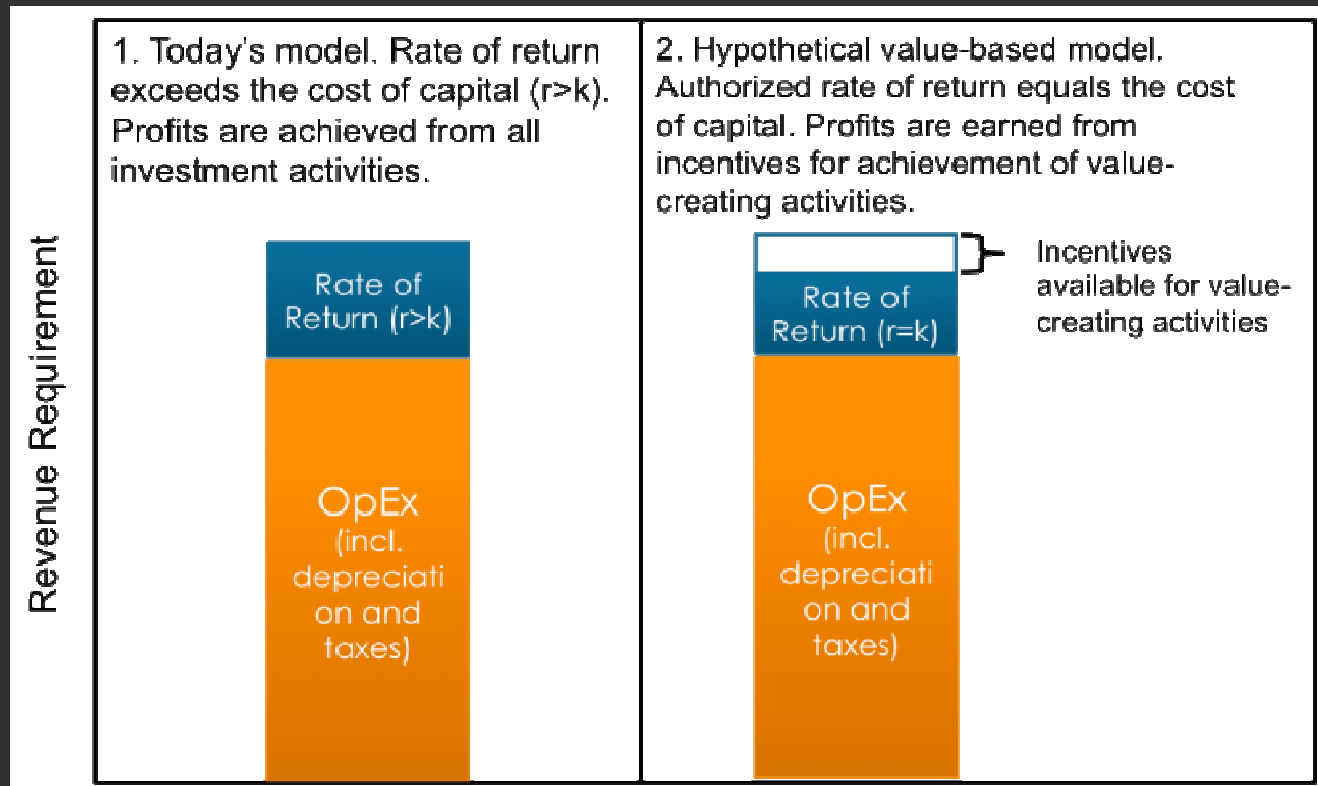 Revenue Requirement
1. Today's model. Rate of return
exceeds the cost of capital (r>k).
Profits are achieved from all
investment activities.
Rate of
Return (r>k)
OpEx
(incl.
depreciati
on and
taxes)
2. Hypothetical value-based model.
Authorized rate of return equals the cost
of capital. Profits are earned from
incentives for achievement of value-
creating activities.
Incentives
available for value-
creating activities
Rate of
Return (r=k)
OpEx
(incl.
depreciati
on and
taxes)